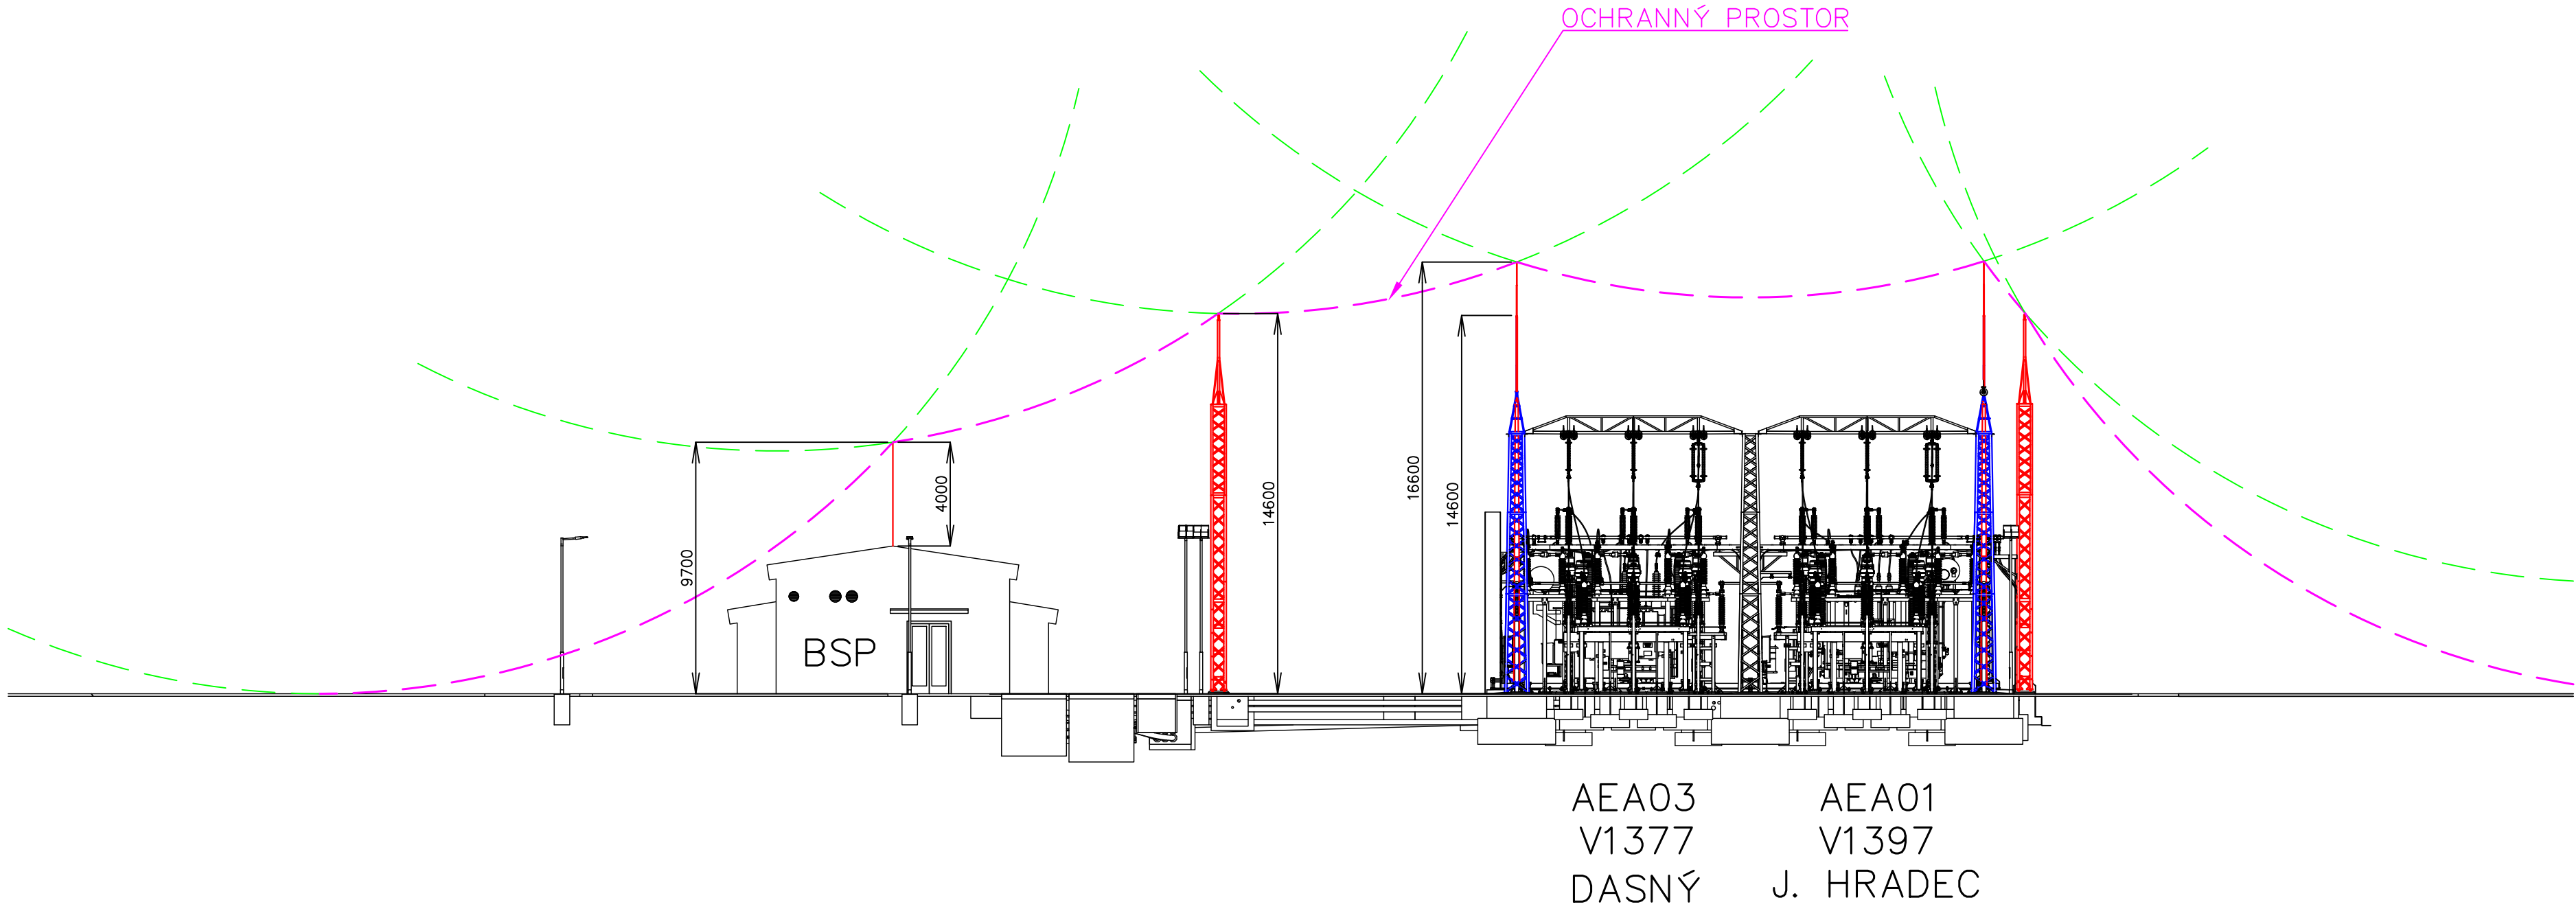 OCHRANNÝ PROSTOR
9700
4000
14600
16600
14600
BSP
AEA03
V1377
DASNÝ
AEA01
V1397
J. HRADEC